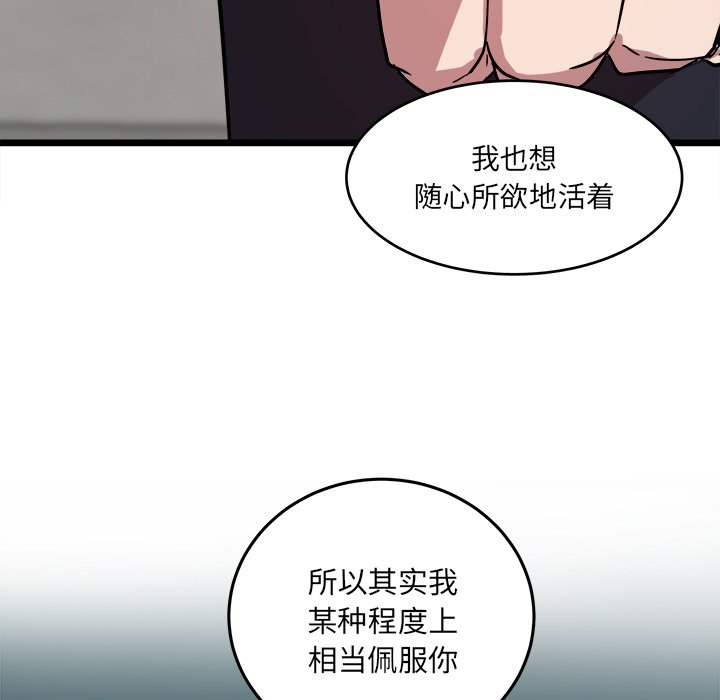 我也想
随心所欲地活着
所以其实我
某种程度上
相当佩服你